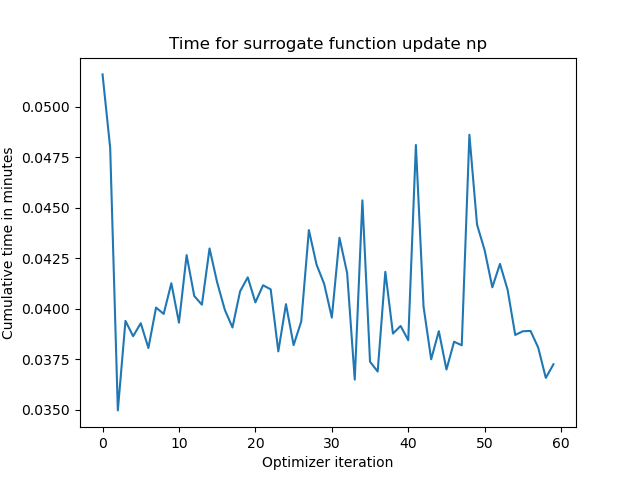 Time for surrogate function update np
Cumulative time in minutes
0.0500
0.0475
0.0450
0.0425
0.0400
0.0375
0.0350
0 10 20 30 40 50 60
Optimizer iteration